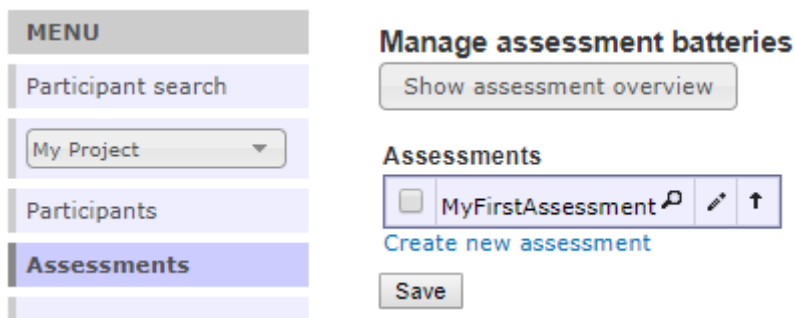 MENU
Participant search
My Project
Participants
Assessments
Manage assessment batteries
Show assessment overview
Assessments
MyFirstAssessment
Create new assessment
Save